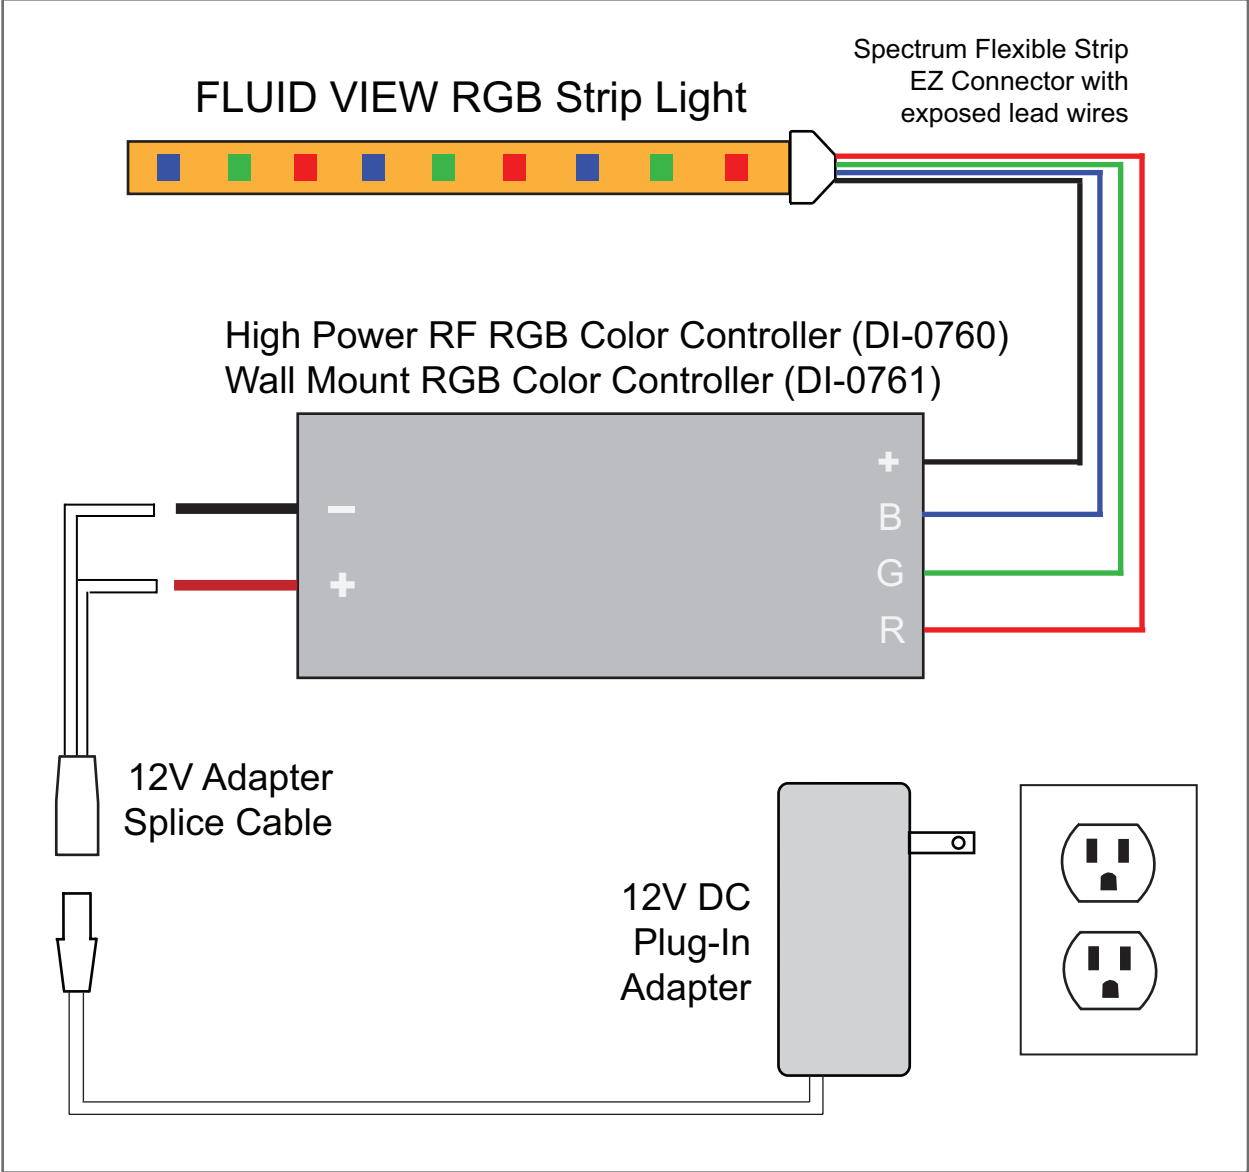 Spectrum Flexible Strip
EZ Connector with
exposed lead wires
FLUID VIEW RGB Strip Light
High Power RF RGB Color Controller (DI-0760)
Wall Mount RGB Color Controller (DI-0761)
+
B
G
R
−
+
12V Adapter
Splice Cable
12V DC
Plug-In
Adapter